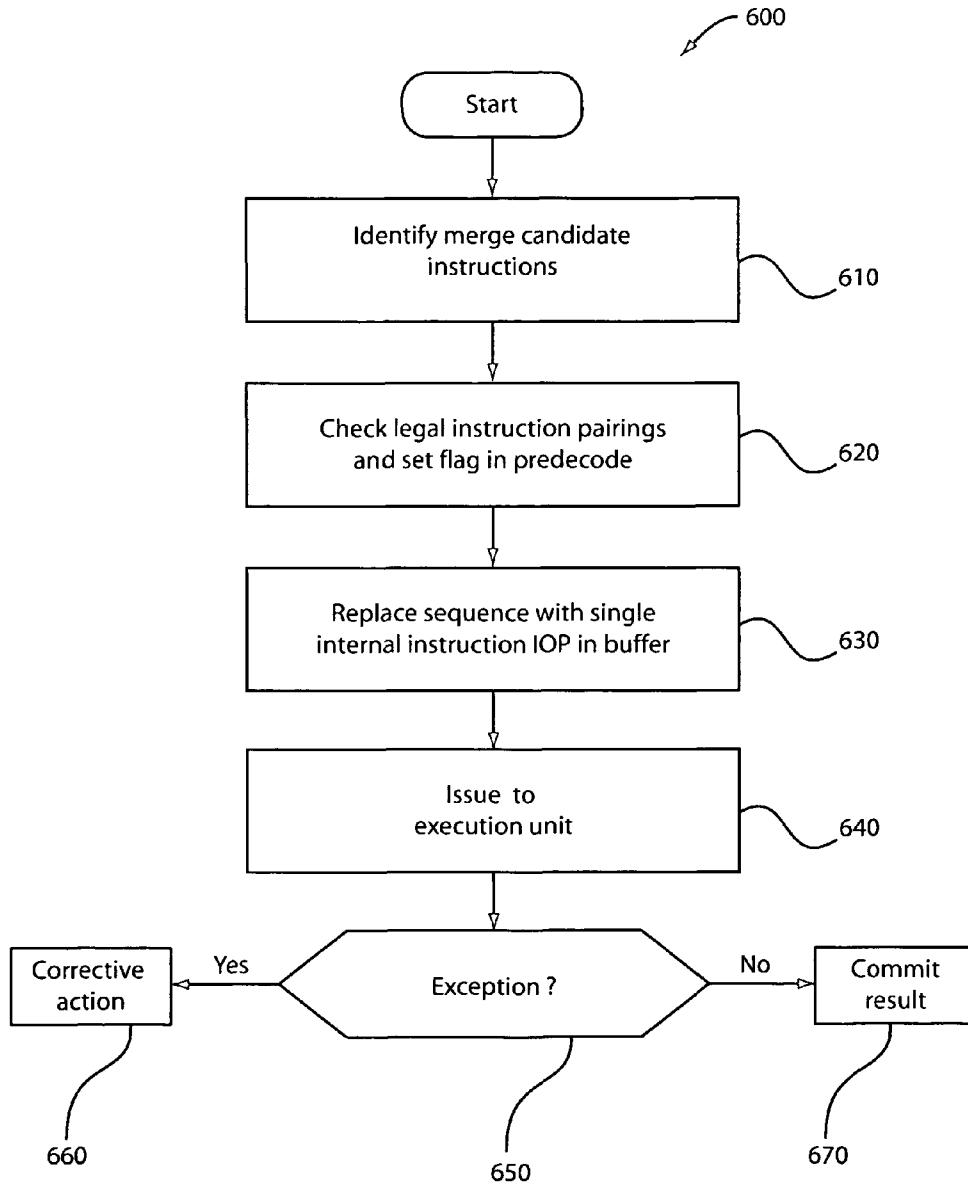 600
Start
Identify merge candidate
instructions
610
Check legal instruction pairings
and set flag in predecode
620
Replace sequence with single
internal instruction IOP in buffer
630
Issue to
execution unit
640
Corrective
action
Yes
Exception ?
No
Commit
result
660
650
670